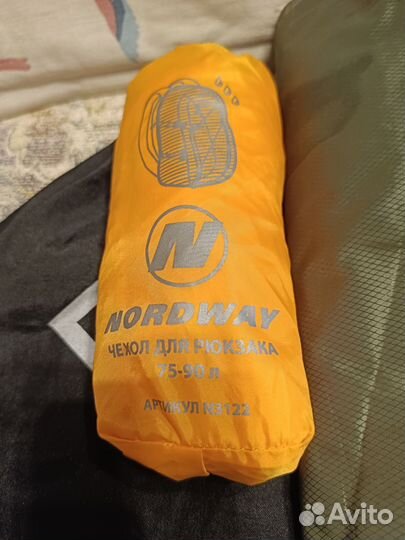 N
NORDWAY
ЧЕХОЛ ДЛЯ РЮКЗАКА
75-90 л
АРТИКУЛ N3122
Avito